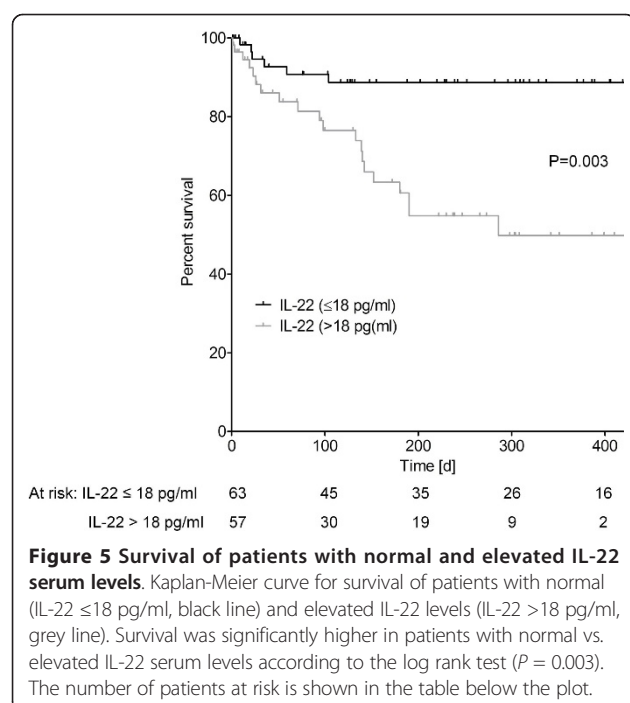 100
80
60
40
20
0
Percent survival
P=0.003
IL-22 (≤18 pg/ml)
IL-22 (>18 pg(ml)
0 100 200 300 400
Time [d]
At risk: IL-22 ≤ 18 pg/ml 63 45 35 26 16
IL-22 > 18 pg/ml 57 30 19 9 2
Figure 5 Survival of patients with normal and elevated IL-22
serum levels. Kaplan-Meier curve for survival of patients with normal
(IL-22 ≤18 pg/ml, black line) and elevated IL-22 levels (IL-22 >18 pg/ml,
grey line). Survival was significantly higher in patients with normal vs.
elevated IL-22 serum levels according to the log rank test (P = 0.003).
The number of patients at risk is shown in the table below the plot.